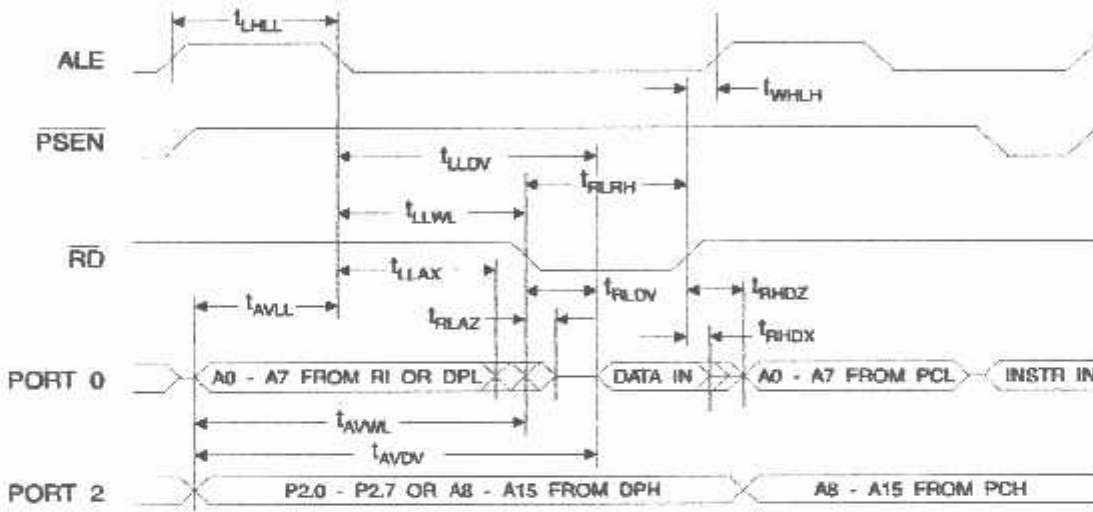 tLHLL
ALE
tWHLH
PSEN
tLLDV
tRLRH
tLLWL
RD
tLLAX
tRLDV
tRHDZ
tAVLL
tRLAZ
tRHDX
PORT 0
A0 - A7 FROM RI OR DPL
DATA IN
A0 - A7 FROM PCL
INSTR IN
tAVWL
tAVDV
PORT 2
P2.0 - P2.7 OR A8 - A15 FROM DPH
A8 - A15 FROM PCH